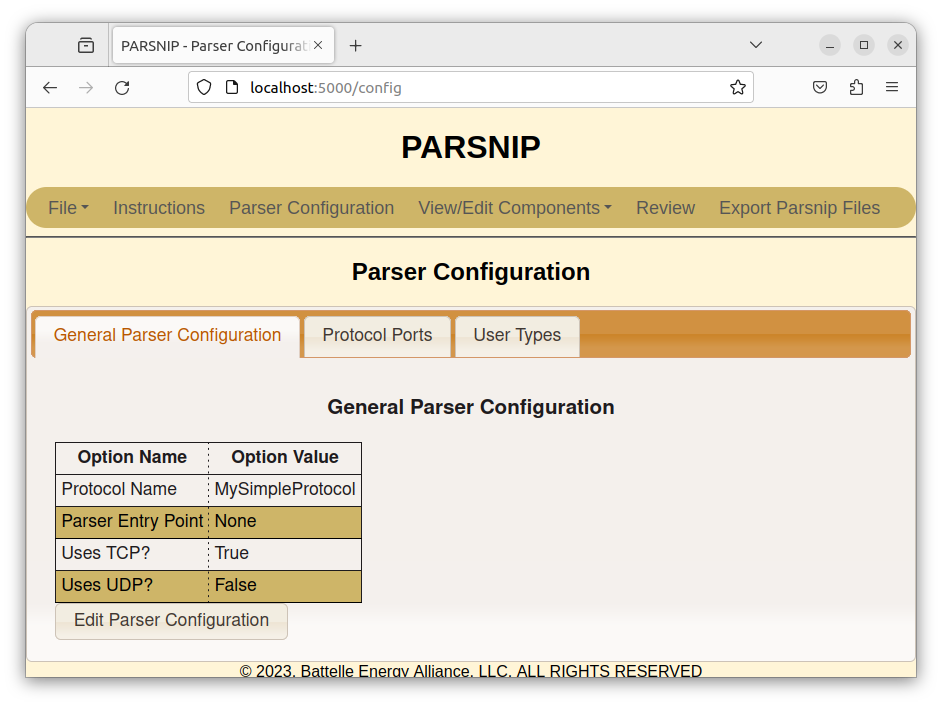 PARSNIP - Parser Configurat
localhost:5000/config
PARSNIP
File Instructions Parser Configuration View/Edit Components Review Export Parsnip Files
Parser Configuration
General Parser Configuration Protocol Ports User Types
General Parser Configuration
Option Name Option Value
Protocol Name MySimpleProtocol
Parser Entry Point None
Uses TCP? True
Uses UDP? False
Edit Parser Configuration
© 2023, Battelle Energy Alliance, LLC, ALL RIGHTS RESERVED